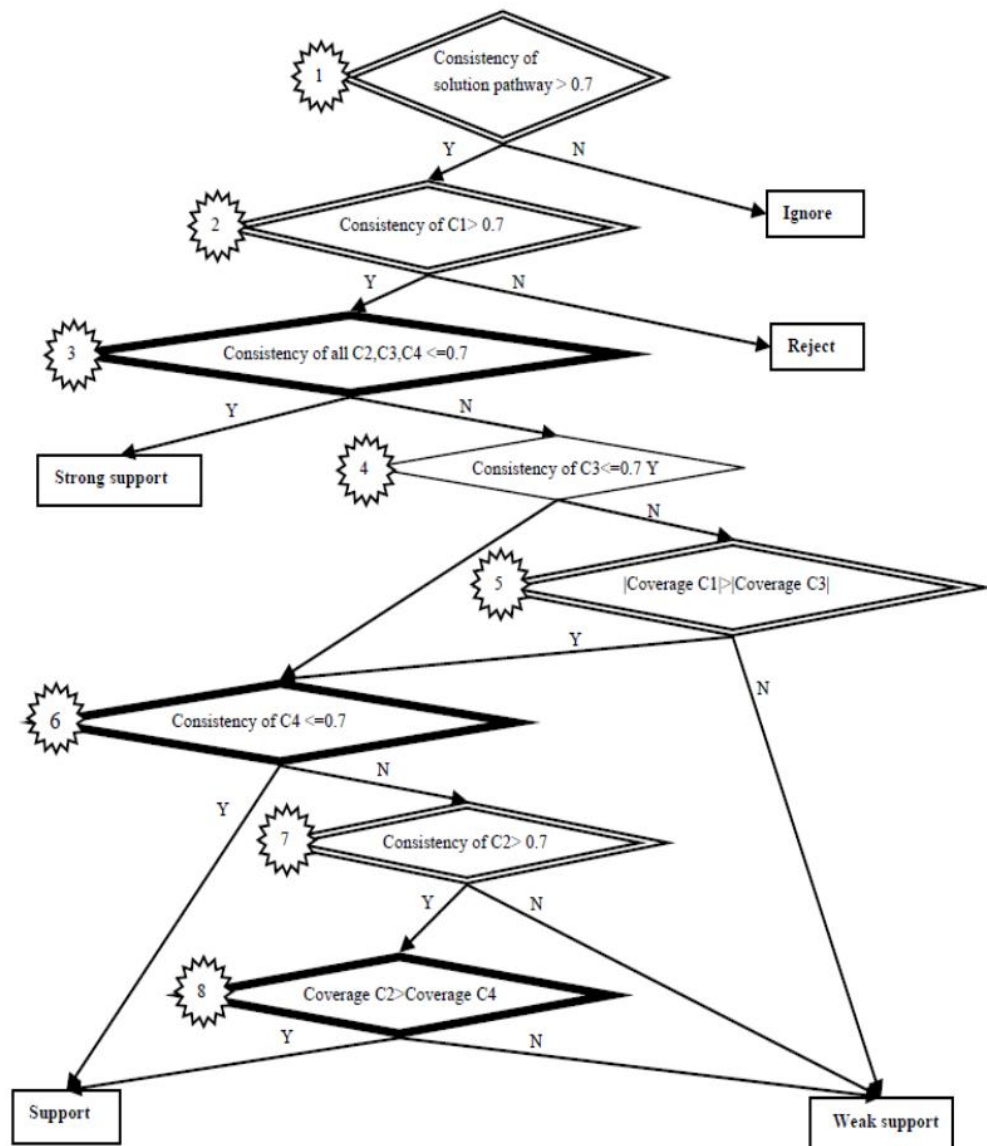 1
Consistency of
solution pathway > 0.7
Y
N
2
Consistency of C1> 0.7
Ignore
Y
N
3
Consistency of all C2,C3,C4 <=0.7
Reject
Y
N
Strong support
4
Consistency of C3<=0.7 Y
N
5
|Coverage C1|>|Coverage C3|
Y
N
6
Consistency of C4 <=0.7
Y
N
7
Consistency of C2> 0.7
Y
N
8
Coverage C2>Coverage C4
Y
N
Support
Weak support